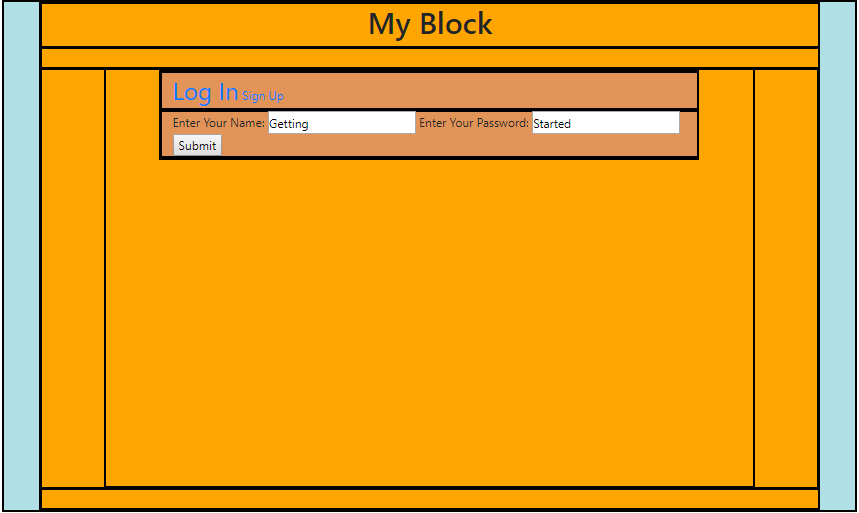 My Block
Log In Sign Up
Enter Your Name: Getting Enter Your Password: Started
Submit